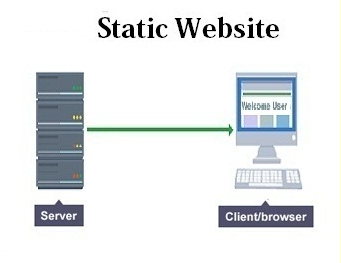 Static Website
Welcome User
Server
Client/browser